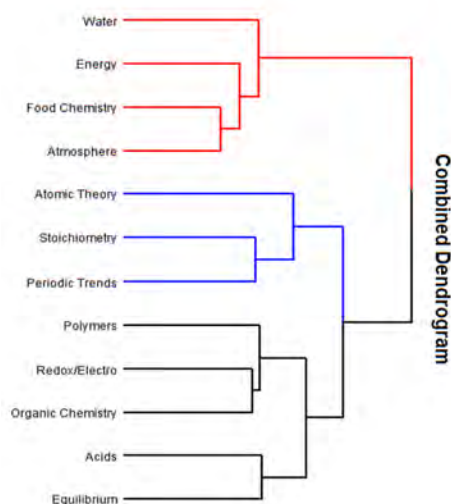 Water
Energy
Food Chemistry
Atmosphere
Atomic Theory
Stoichiometry
Periodic Trends
Polymers
Redox/Electro
Organic Chemistry
Acids
Equilibrium
Combined Dendrogram